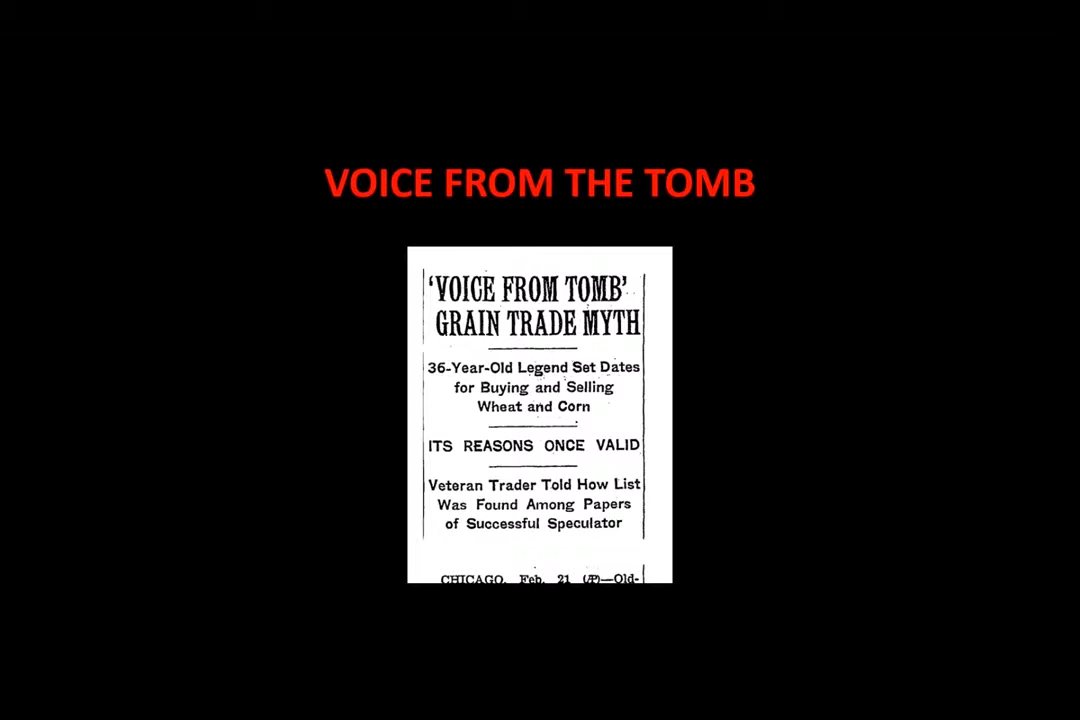 VOICE FROM THE TOMB
‘VOICE FROM TOMB’
GRAIN TRADE MYTH
36-Year-Old Legend Set Dates
for Buying and Selling
Wheat and Corn
ITS REASONS ONCE VALID
Veteran Trader Told How List
Was Found Among Papers
of Successful Speculator
CHICAGO, Feb. 21 (AP)—Old-